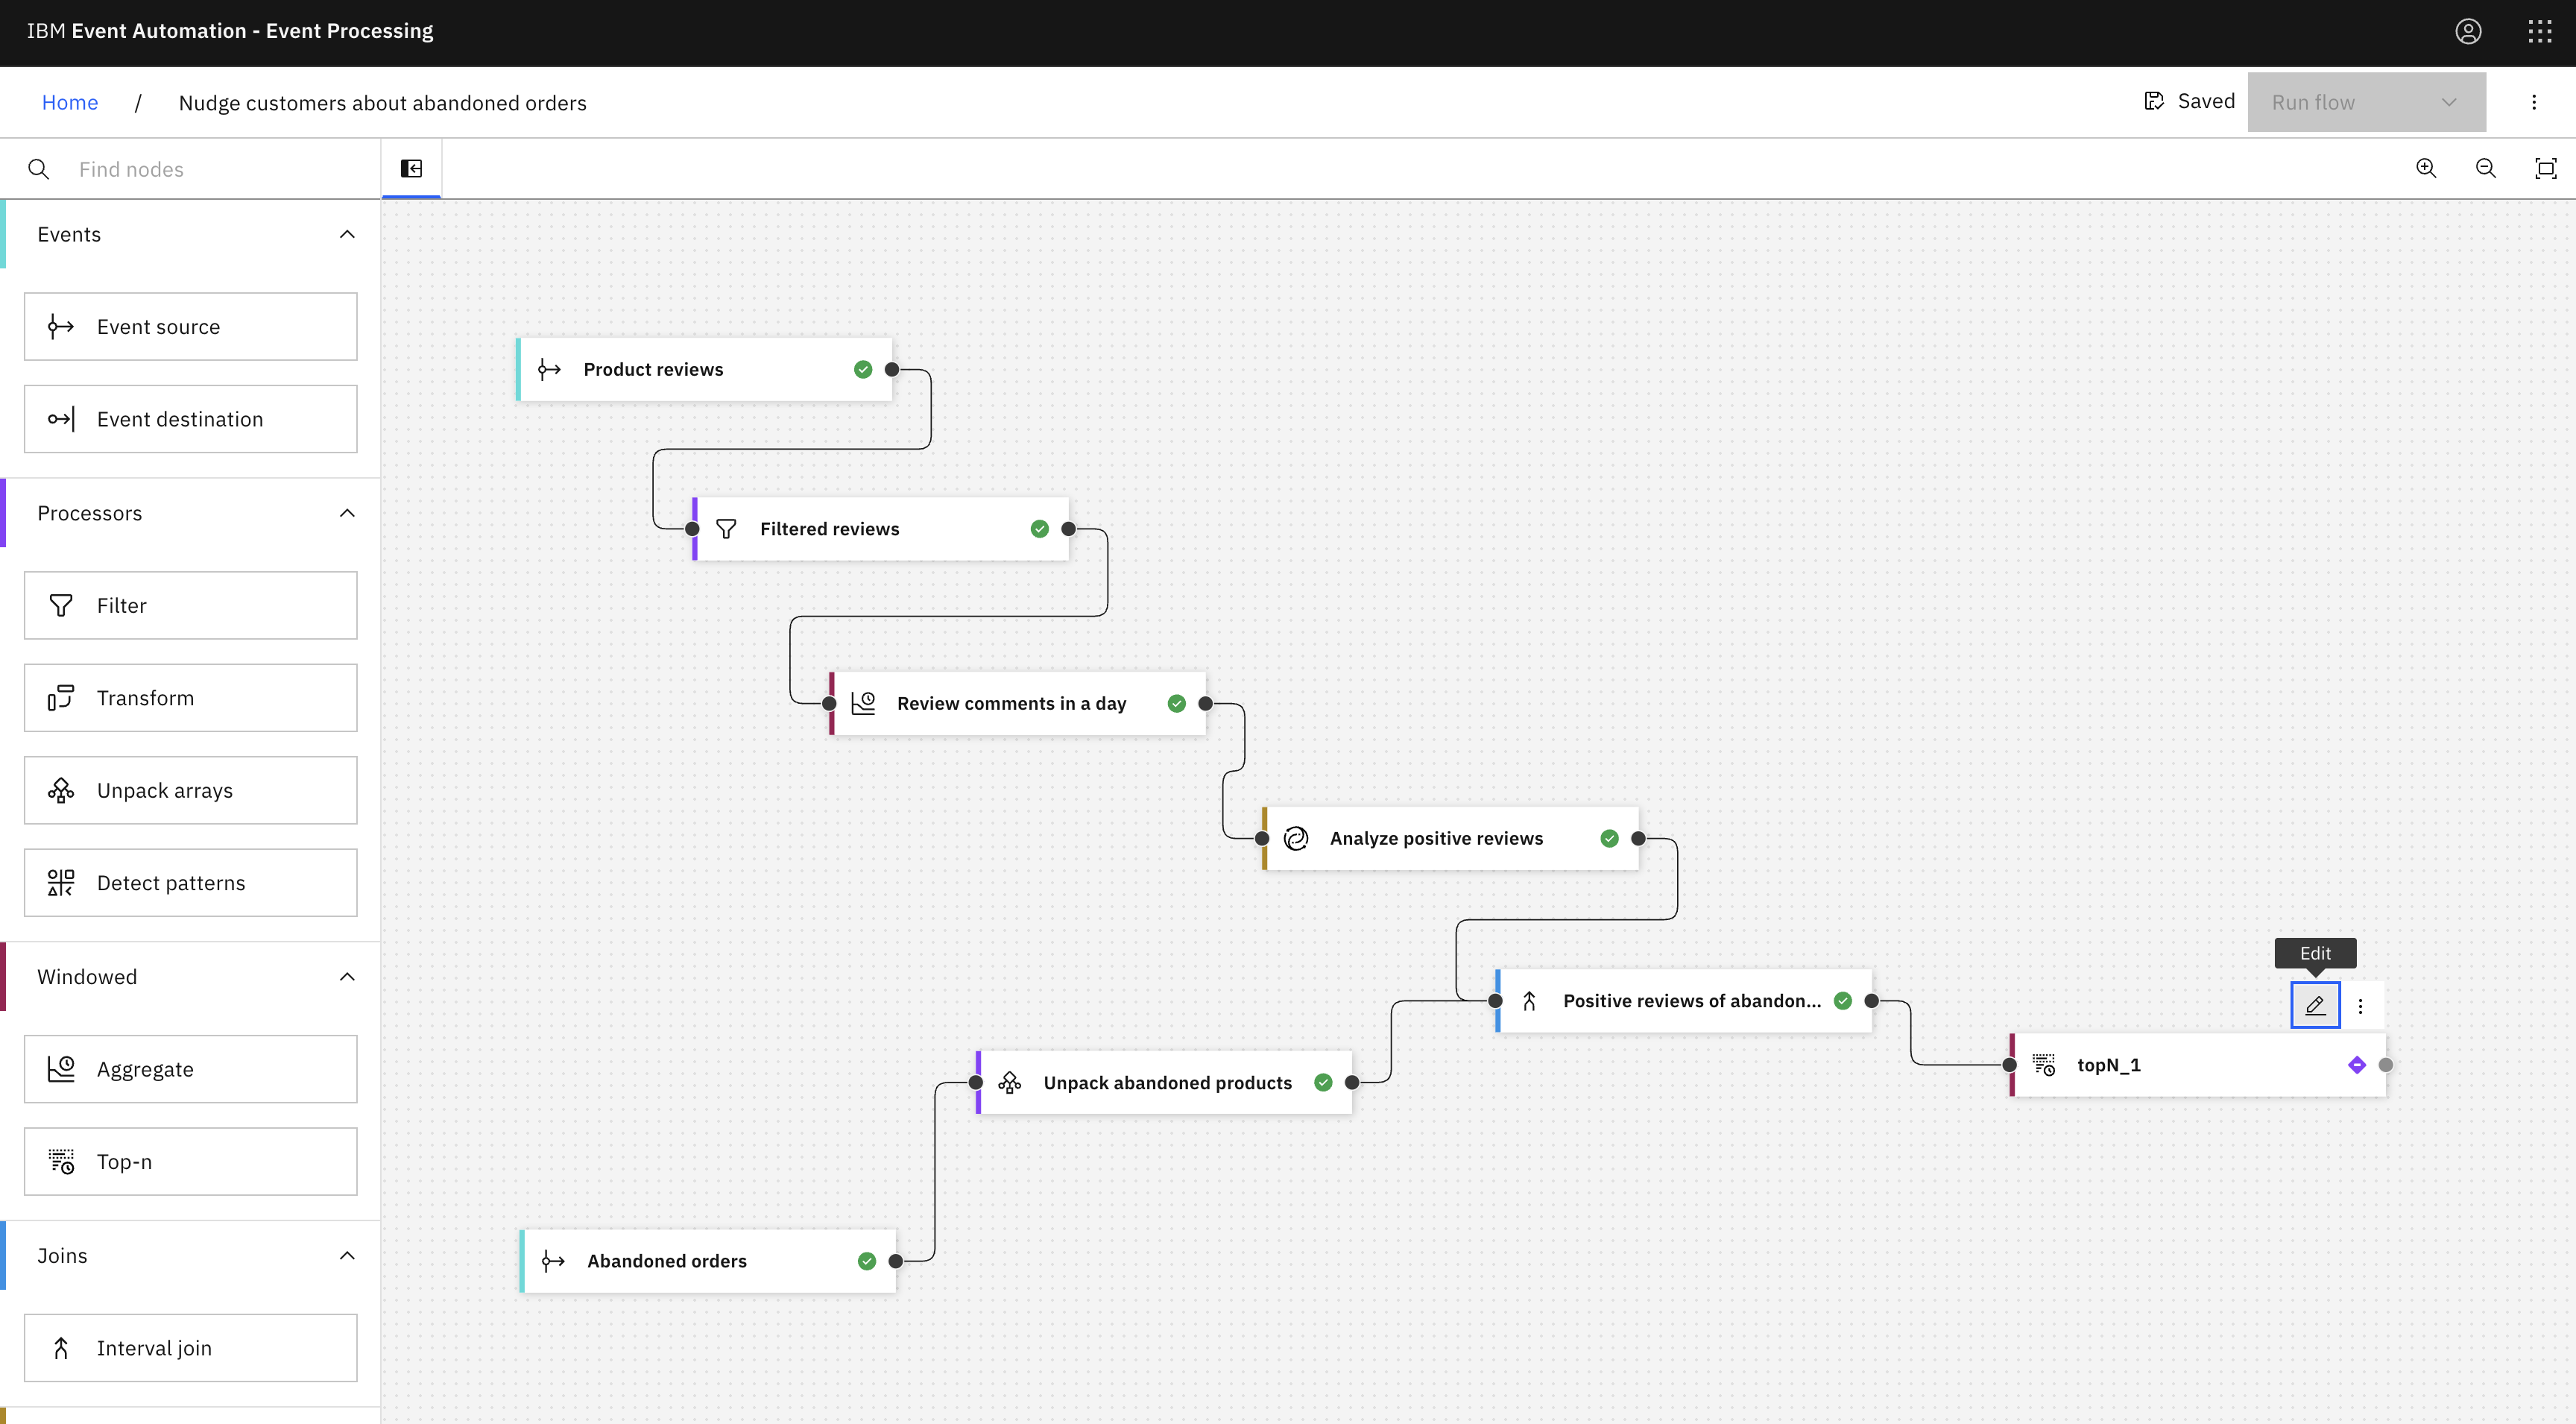 IBM Event Automation - Event Processing
Home / Nudge customers about abandoned orders
Saved
Run flow
Find nodes
Events
Event source
Event destination
Processors
Filter
Transform
Unpack arrays
Detect patterns
Windowed
Aggregate
Top-n
Joins
Interval join
Product reviews
Filtered reviews
Review comments in a day
Analyze positive reviews
Positive reviews of abandon...
Edit
topN_1
Unpack abandoned products
Abandoned orders